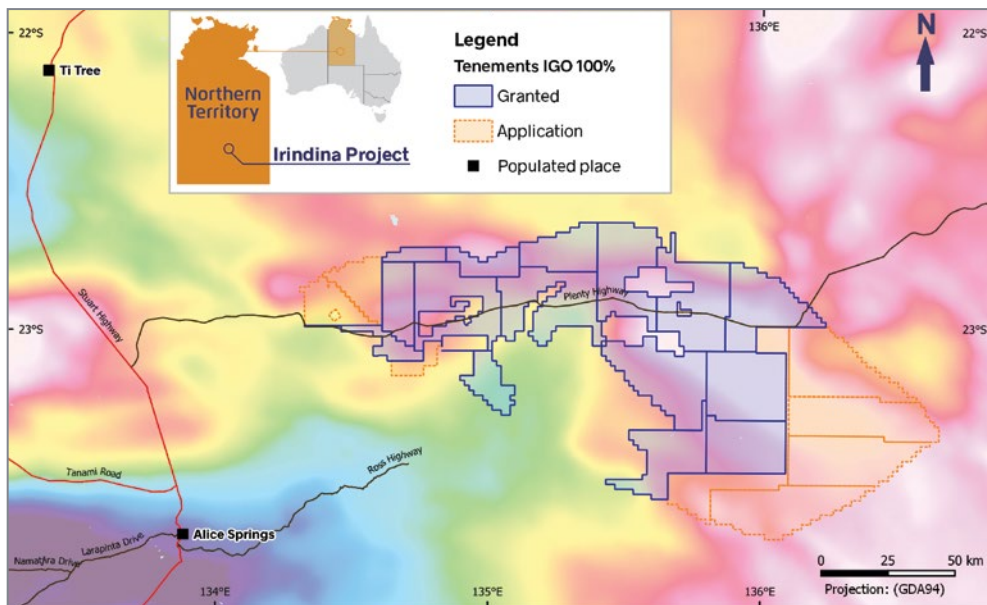 22°S
136°E
22°S
Ti Tree
Northern
Territory
Irindina Project
Legend
Tenements IGO 100%
Granted
Application
Populated place
N
Stuart Highway
Plenty Highway
23°S
23°S
Tanami Road
Ross Highway
Alice Springs
Larapinta Drive
Namatjira Drive
134°E
135°E
136°E
0 25 50 km
Projection: (GDA94)